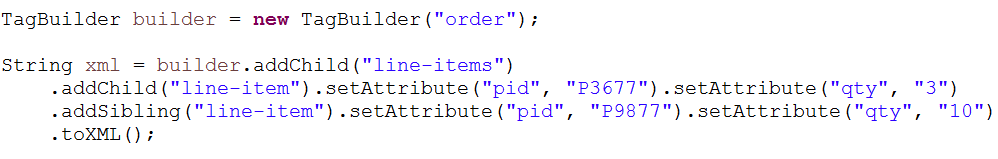 TagBuilder builder = new TagBuilder("order");
String xml = builder.addChild("line-items")
.addChild("line-item").setAttribute("pid", "P3677").setAttribute("qty", "3")
.addSibling("line-item").setAttribute("pid", "P9877").setAttribute("qty", "10")
.toXML();